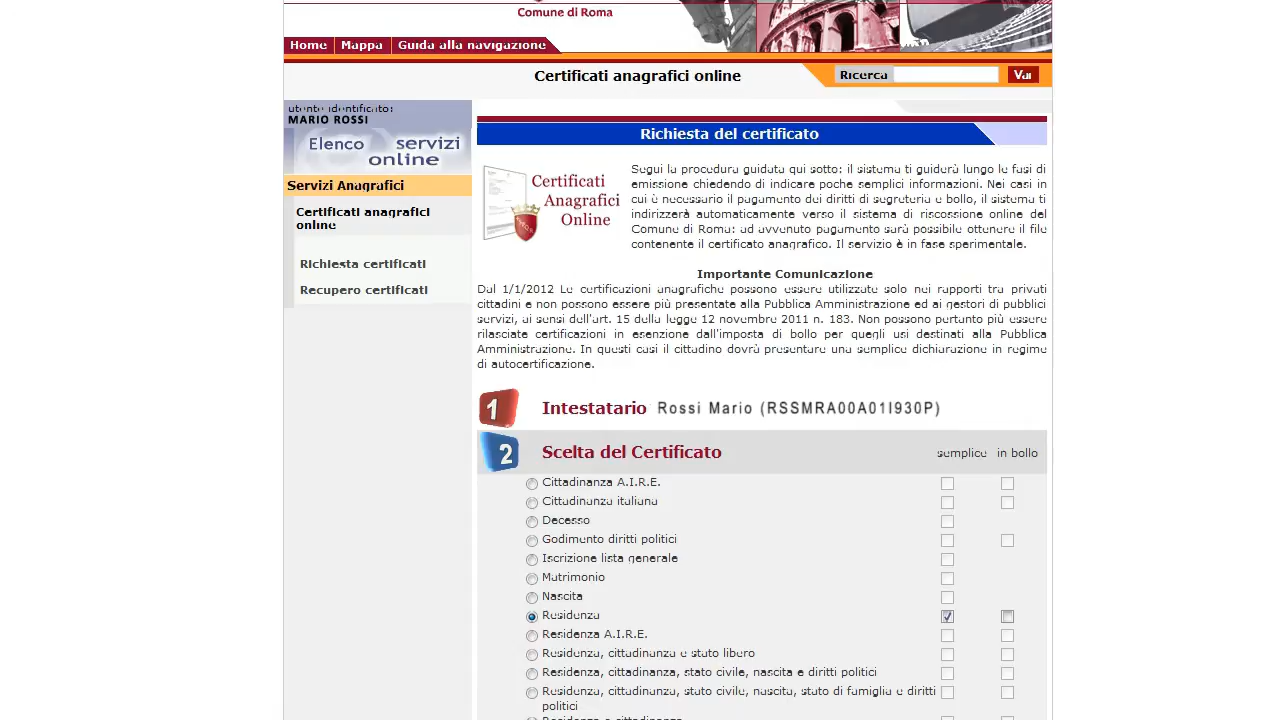 Comune di Roma
Home Mappa Guida alla navigazione
Certificati anagrafici online
Ricerca Vai
utente identificato:
MARIO ROSSI
Elenco servizi
online
Servizi Anagrafici
Certificati anagrafici
online
Richiesta certificati
Recupero certificati
Richiesta del certificato
Certificati
Anagrafici
Online
Segui la procedura guidata qui sotto: il sistema ti guiderà lungo le fasi di
emissione chiedendo di indicare poche semplici informazioni. Nei casi in
cui è necessario il pagamento dei diritti di segreteria e bollo, il sistema ti
indirizzerà automaticamente verso il sistema di riscossione online del
Comune di Roma: ad avvenuto pagamento sarà possibile ottenere il file
contenente il certificato anagrafico. Il servizio è in fase sperimentale.
Importante Comunicazione
Dal 1/1/2012 Le certificazioni anagrafiche possono essere utilizzate solo nei rapporti tra privati
cittadini e non possono essere più presentate alla Pubblica Amministrazione ed ai gestori di pubblici
servizi, ai sensi dell'art. 15 della legge 12 novembre 2011 n. 183. Non possono pertanto più essere
rilasciate certificazioni in esenzione dall'imposta di bollo per quegli usi destinati alla Pubblica
Amministrazione. In questi casi il cittadino dovrà presentare una semplice dichiarazione in regime
di autocertificazione.
1 Intestatario Rossi Mario (RSSMRA00A01I930P)
2 Scelta del Certificato semplice in bollo
Cittadinanza A.I.R.E.
Cittadinanza italiana
Decesso
Godimento diritti politici
Iscrizione lista generale
Matrimonio
Nascita
Residenza
Residenza A.I.R.E.
Residenza, cittadinanza e stato libero
Residenza, cittadinanza, stato civile, nascita e diritti politici
Residenza, cittadinanza, stato civile, nascita, stato di famiglia e diritti
politici
Residenza e cittadinanza